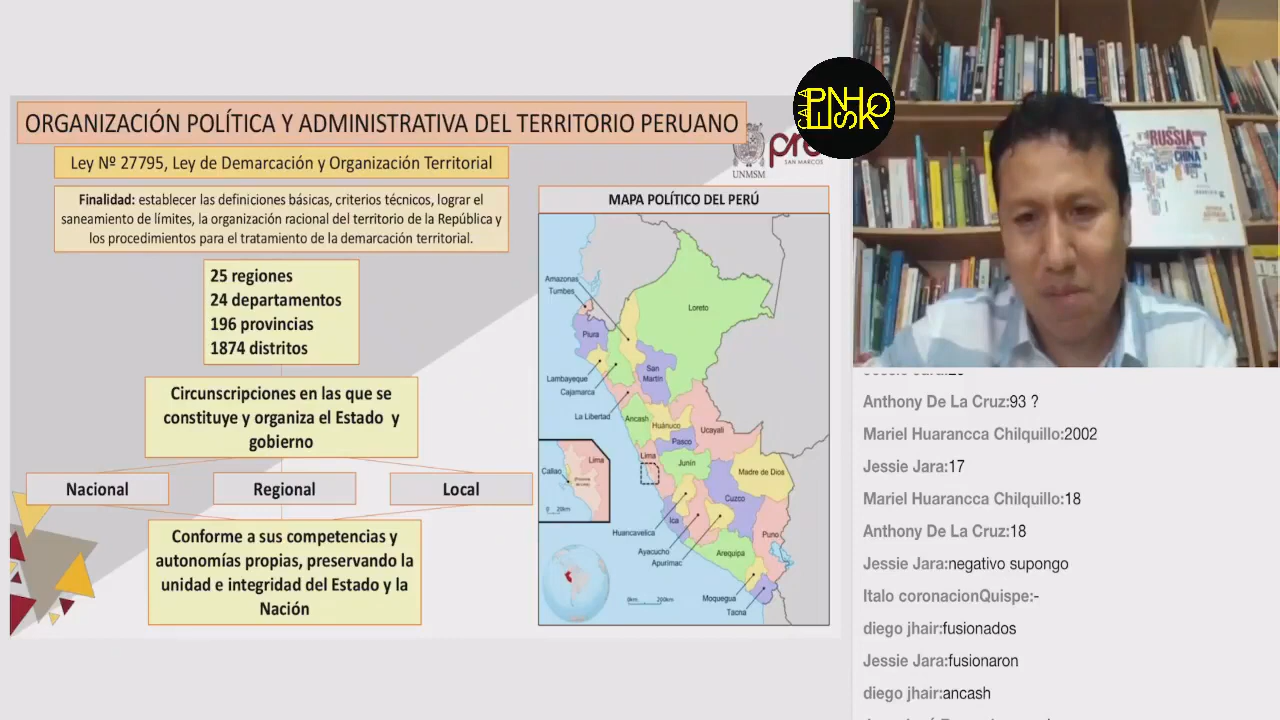 ORGANIZACIÓN POLÍTICA Y ADMINISTRATIVA DEL TERRITORIO PERUANO
Ley Nº 27795, Ley de Demarcación y Organización Territorial
Finalidad: establecer las definiciones básicas, criterios técnicos, lograr el
saneamiento de límites, la organización racional del territorio de la República y
los procedimientos para el tratamiento de la demarcación territorial.
25 regiones
24 departamentos
196 provincias
1874 distritos
Circunscripciones en las que se
constituye y organiza el Estado y
gobierno
Nacional
Regional
Local
Conforme a sus competencias y
autonomías propias, preservando la
unidad e integridad del Estado y la
Nación
UNMSM
SAN MARCOS
MAPA POLÍTICO DEL PERÚ
Amazonas
Tumbes
Loreto
Piura
San
Martín
Lambayeque
Cajamarca
La Libertad
Ancash
Huánuco
Ucayali
Pasco
Lima
Junín
Madre de Dios
Callao
Lima
Cuzco
Ica
Huancavelica
Puno
Ayacucho
Apurímac
Arequipa
0km. 200km.
Moquegua
Tacna
RUSSIA
CHINA
Anthony De La Cruz:93 ?
Mariel Huarancca Chilquillo:2002
Jessie Jara:17
Mariel Huarancca Chilquillo:18
Anthony De La Cruz:18
Jessie Jara:negativo supongo
Italo coronacionQuispe:-
diego jhair:fusionados
Jessie Jara:fusionaron
diego jhair:ancash